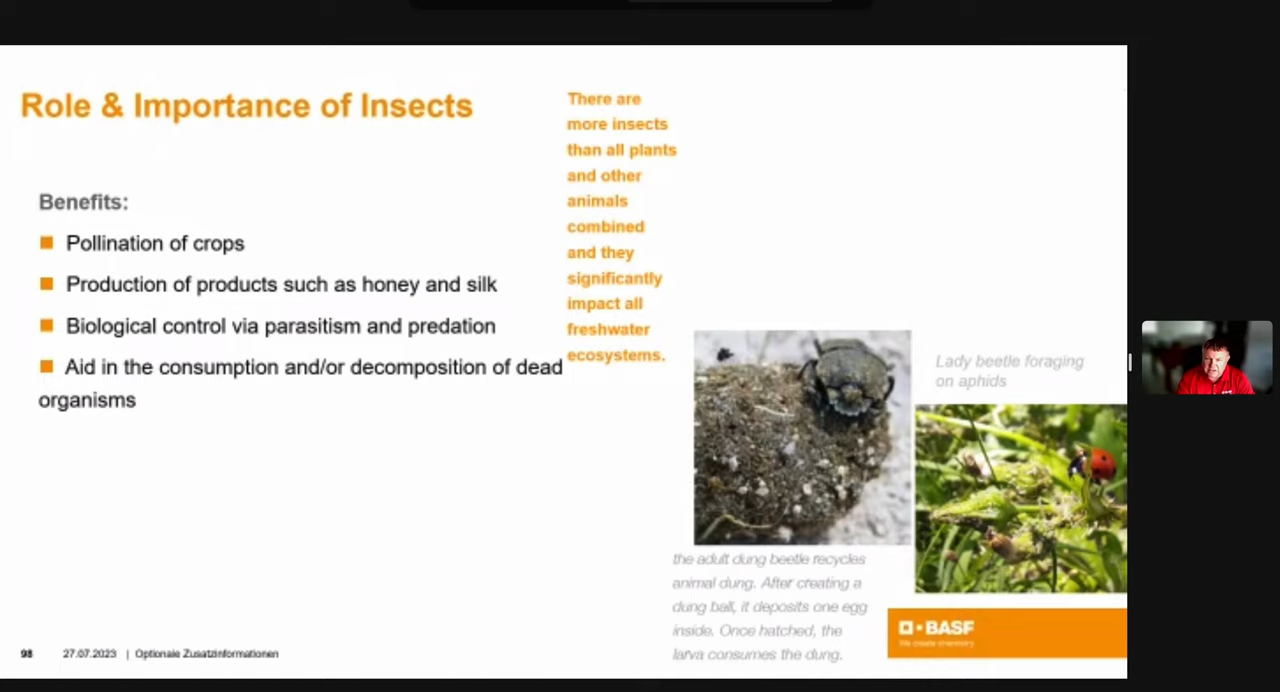 Role & Importance of Insects
Benefits:
Pollination of crops
Production of products such as honey and silk
Biological control via parasitism and predation
Aid in the consumption and/or decomposition of dead
organisms
There are
more insects
than all plants
and other
animals
combined
and they
significantly
impact all
freshwater
ecosystems.
Lady beetle foraging
on aphids
the adult dung beetle recycles
animal dung. After creating a
dung ball, it deposits one egg
inside. Once hatched, the
larva consumes the dung.
BASF
We create chemistry
98 27.07.2023 | Optionale Zusatzinformationen